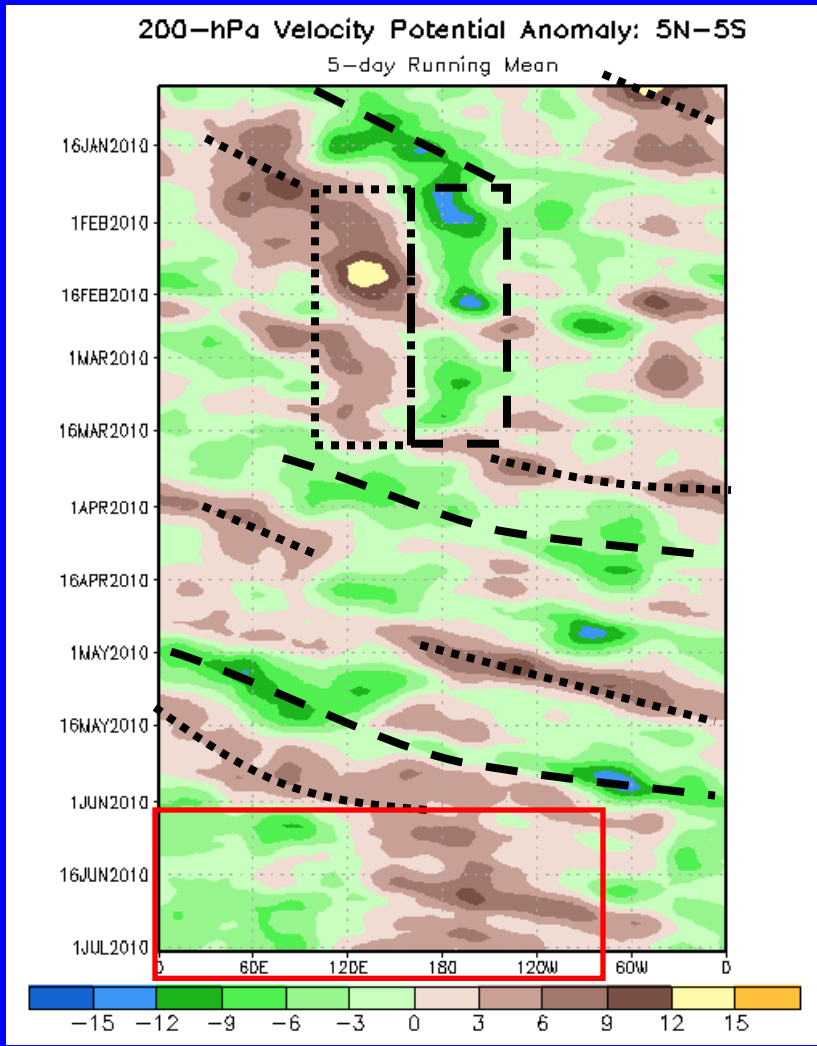 200-hPa Velocity Potential Anomaly: 5N-5S
5-day Running Mean
16JAN2010
1FEB2010
16FEB2010
1MAR2010
16MAR2010
1APR2010
16APR2010
1MAY2010
16MAY2010
1JUN2010
16JUN2010
1JUL2010
0 60E 120E 180 120W 60W 0
-15 -12 -9 -6 -3 0 3 6 9 12 15